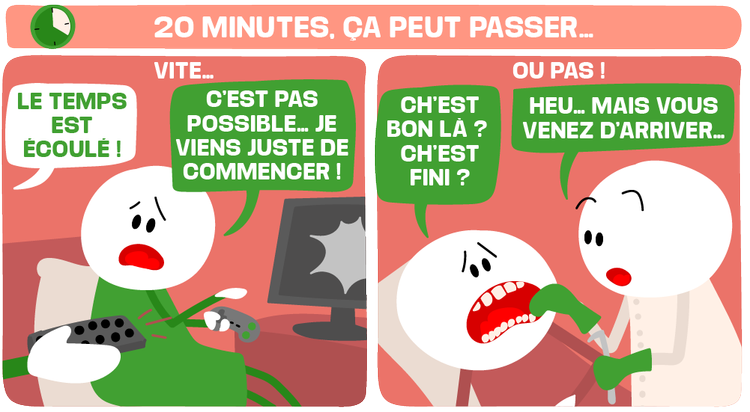 20 MINUTES, ÇA PEUT PASSER...
VITE...
LE TEMPS
EST
ÉCOULÉ !
C'EST PAS
POSSIBLE... JE
VIENS JUSTE DE
COMMENCER !
OU PAS !
CH'EST
BON LÀ ?
CH'EST
FINI ?
HEU... MAIS VOUS
VENEZ D'ARRIVER...